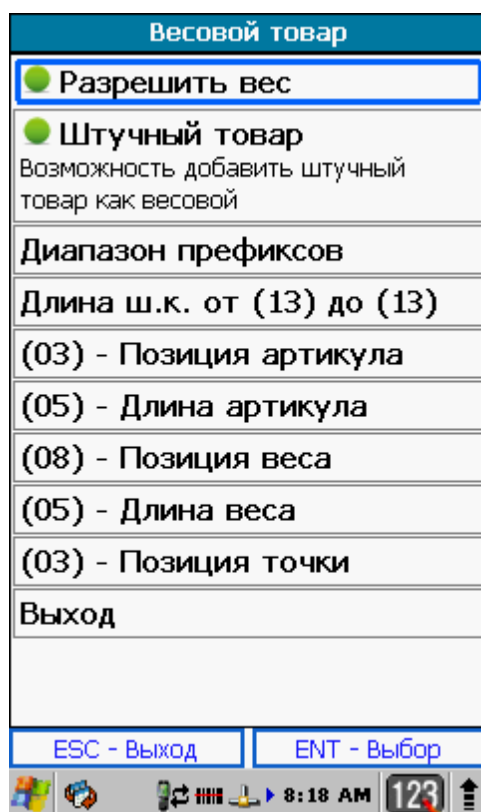 Весовой товар
Разрешить вес
Штучный товар
Возможность добавить штучный
товар как весовой
Диапазон префиксов
Длина ш.к. от (13) до (13)
(03) - Позиция артикула
(05) - Длина артикула
(08) - Позиция веса
(05) - Длина веса
(03) - Позиция точки
Выход
ESC - Выход ENT - Выбор
8:18 AM 123